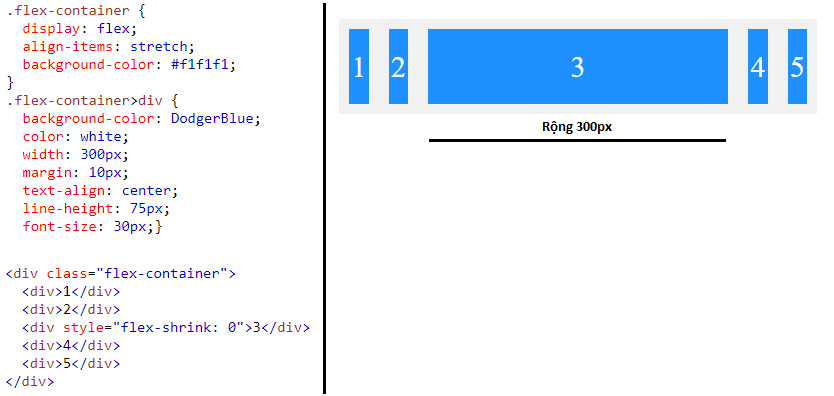 .flex-container {
  display: flex;
  align-items: stretch;
  background-color: #f1f1f1;
}
.flex-container>div {
  background-color: DodgerBlue;
  color: white;
  width: 300px;
  margin: 10px;
  text-align: center;
  line-height: 75px;
  font-size: 30px;}
<div class="flex-container">
  <div>1</div>
  <div>2</div>
  <div style="flex-shrink: 0">3</div>
  <div>4</div>
  <div>5</div>
</div>
1 2 3 4 5
Rộng 300px